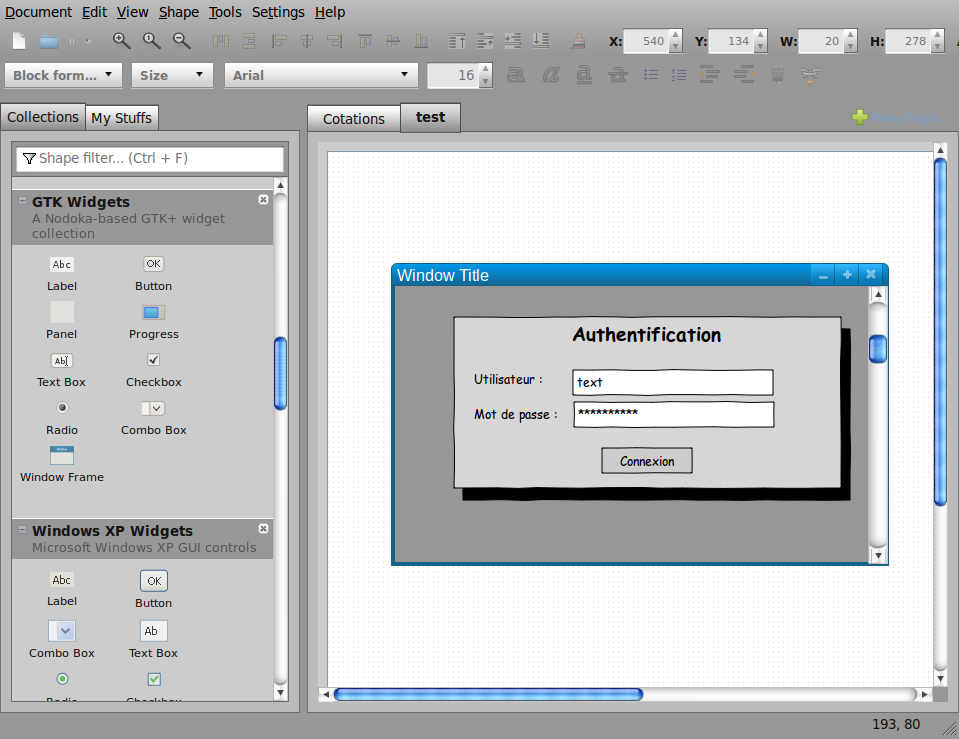 Document Edit View Shape Tools Settings Help
X: 540 Y: 134 W: 20 H: 278
Block form... Size Arial 16
Collections My Stuffs
Cotations test
Shape filter... (Ctrl + F)
GTK Widgets
A Nodoka-based GTK+ widget
collection
Abc OK
Label Button
Panel Progress
Ab
Text Box Checkbox
Radio Combo Box
Window Frame
Windows XP Widgets
Microsoft Windows XP GUI controls
Abc OK
Label Button
Ab
Combo Box Text Box
Radio Checkbox
Window Title
Authentification
Utilisateur : text
Mot de passe : **********
Connexion
193, 80